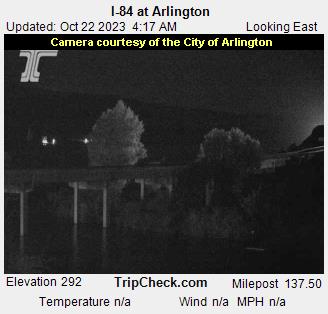 I-84 at Arlington
Updated: Oct 22 2023 4:17 AM Looking East
Camera courtesy of the City of Arlington
Elevation 292 TripCheck.com Milepost 137.50
Temperature n/a Wind n/a MPH n/a